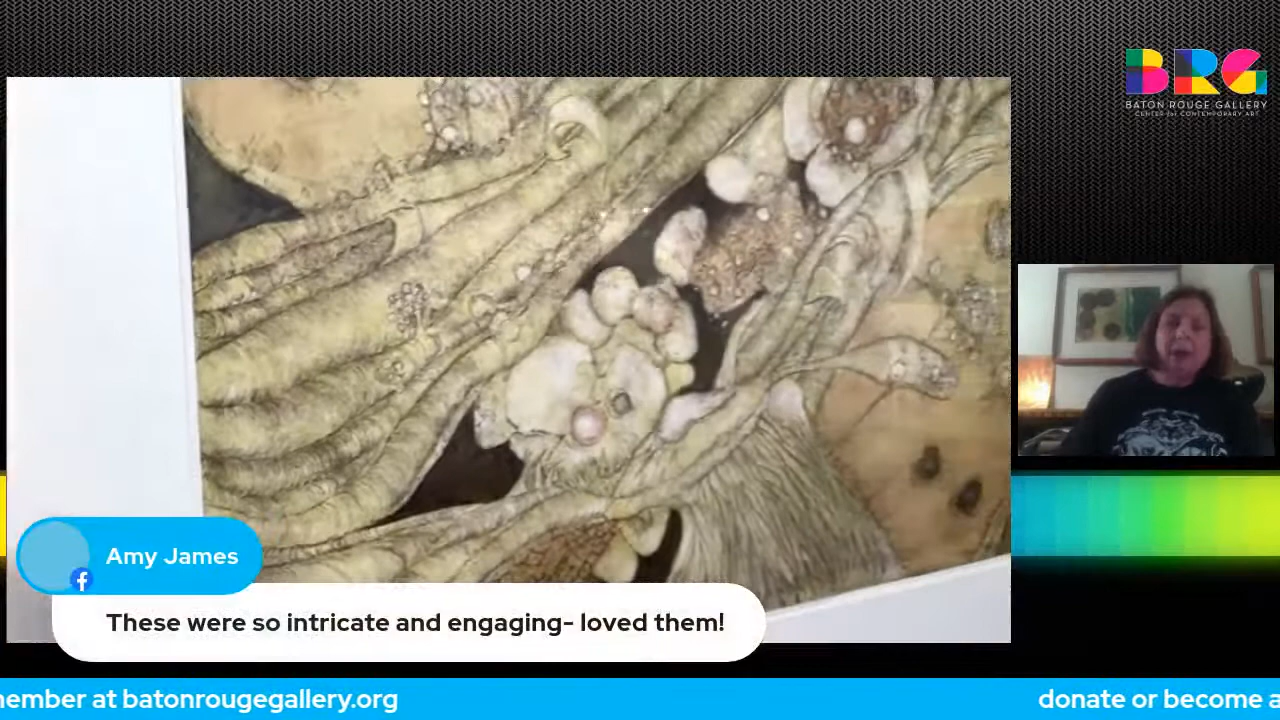 BRG
BATON ROUGE GALLERY
CENTER for CONTEMPORARY ART
Amy James
These were so intricate and engaging- loved them!
member at batonrougegallery.org
donate or become a